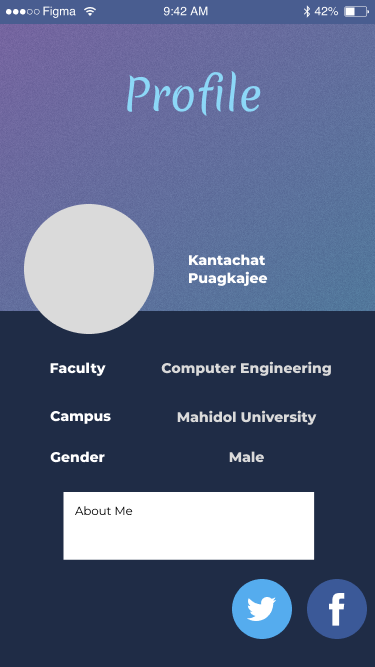 Figma 9:42 AM 42%
Profile
Kantachat
Puagkajee
Faculty Computer Engineering
Campus Mahidol University
Gender Male
About Me